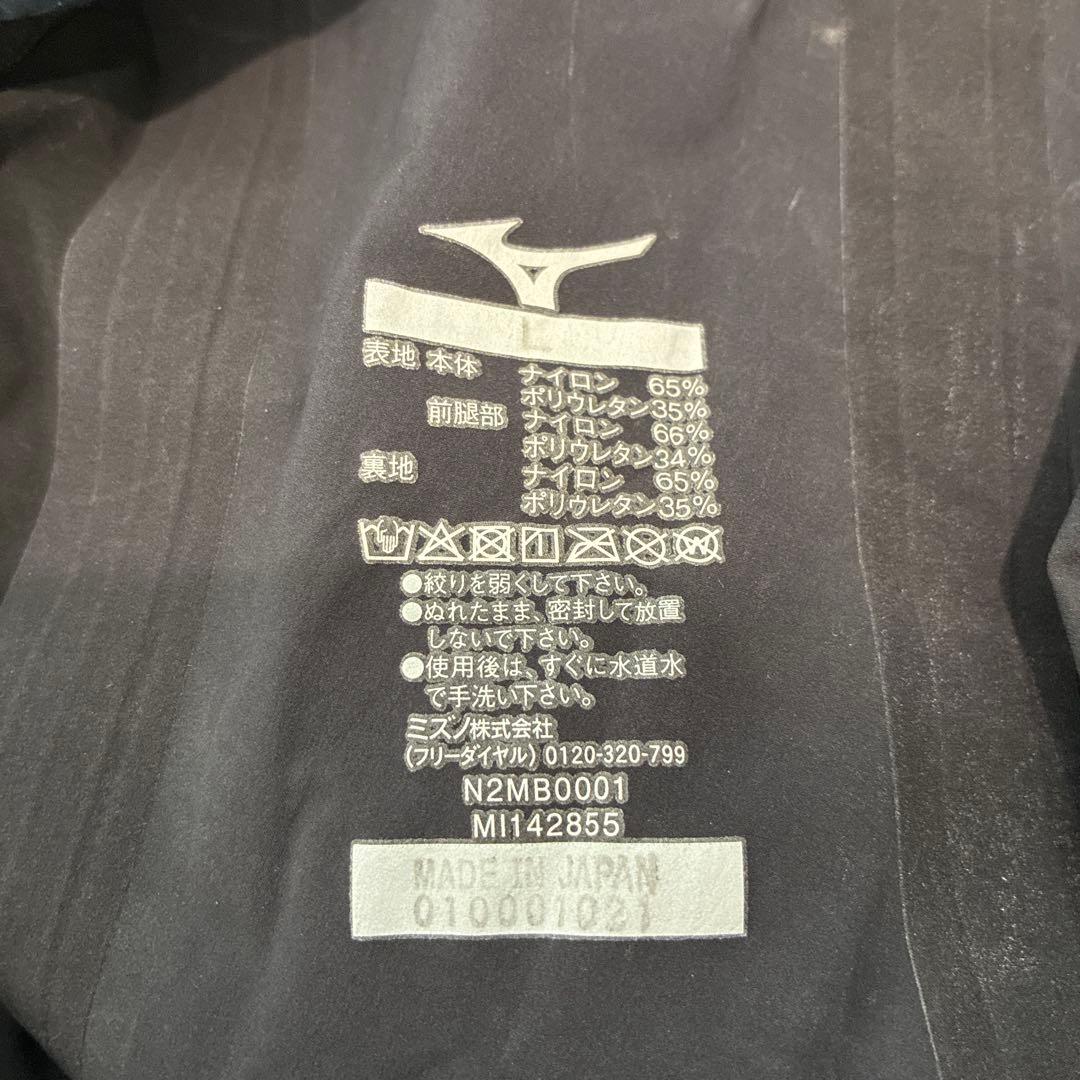 L
表地 本体 ナイロン 65%
ポリウレタン35%
前腿部 ナイロン 66%
ポリウレタン34%
裏地 ナイロン 65%
ポリウレタン35%
●絞りを弱くして下さい。
●ぬれたまま、密封して放置
しないで下さい。
●使用後は、すぐに水道水
で手洗い下さい。
ミズノ株式会社
(フリーダイヤル) 0120-320-799
N2MB0001
MI142855
MADE IN JAPAN
010001021